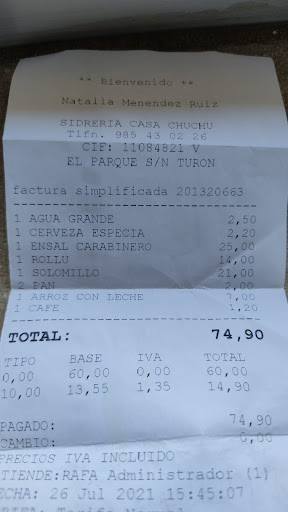 ** Bienvenido **
Natalia Menendez Ruiz
SIDRERIA CASA CHUCHU
Tlfn. 985 43 02 26
CIF: 11084821 V
EL PARQUE S/N TURON
factura simplificada 201320663
1 AGUA GRANDE 2,50
1 CERVEZA ESPECIA 2,20
1 ENSAL CARABINERO 25,00
1 ROLLU 14,00
1 SOLOMILLO 21,00
2 PAN 2,00
1 ARROZ CON LECHE 7,00
1 CAFE 1,20
TOTAL: 74,90
TIPO BASE IVA TOTAL
0,00 60,00 0,00 60,00
10,00 13,55 1,35 14,90
PAGADO: 74,90
CAMBIO: 0,00
PRECIOS IVA INCLUIDO
ATIENDE:RAFA Administrador (1)
FECHA: 26 Jul 2021 15:45:07
Tarifa Normal